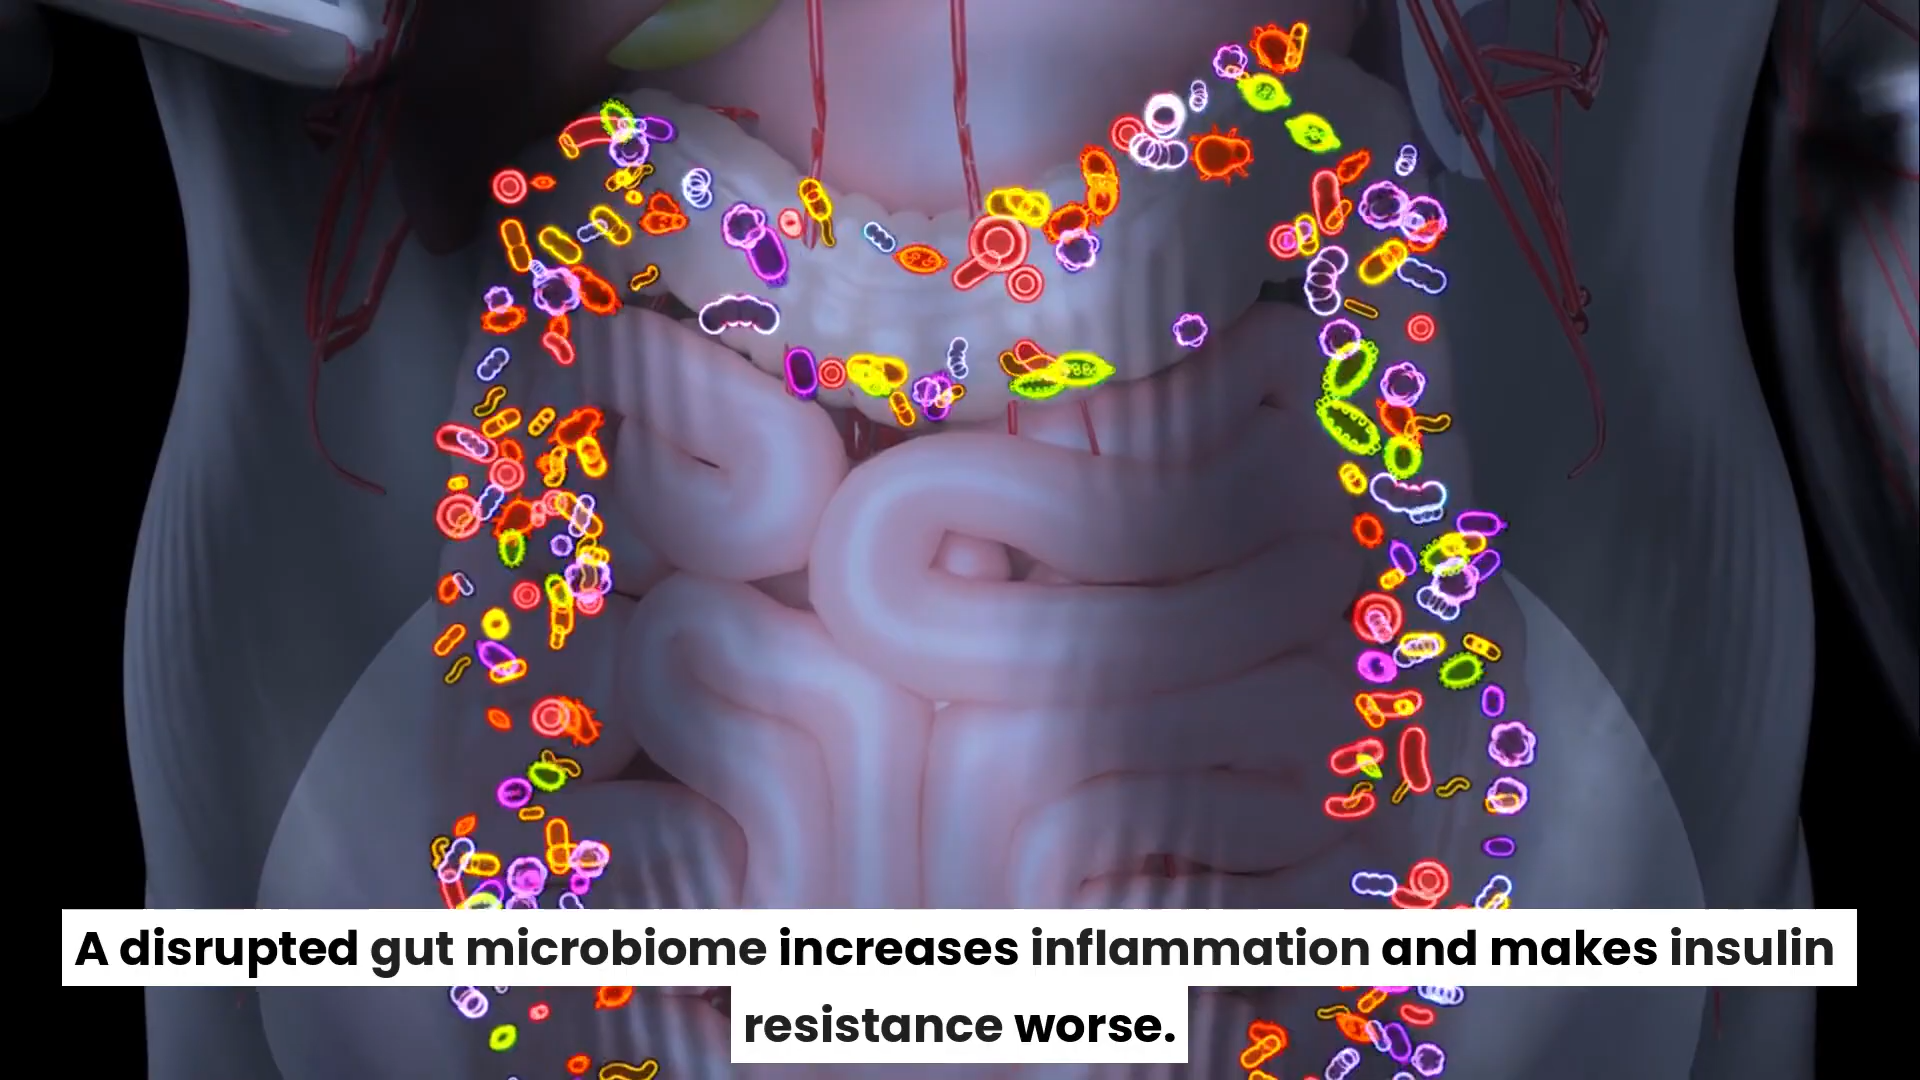 A disrupted gut microbiome increases inflammation and makes insulin
resistance worse.